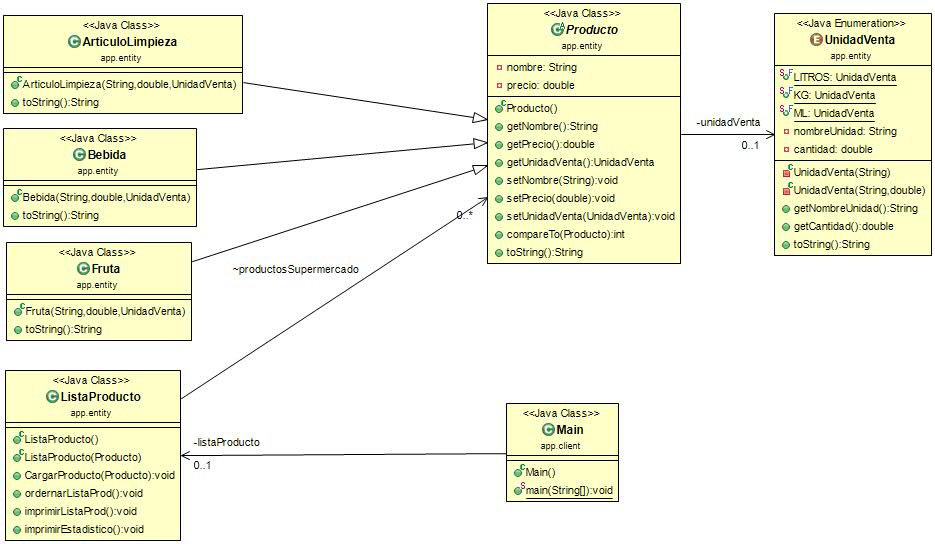 <<Java Class>>
ArticuloLimpieza
app.entity
ArticuloLimpieza(String,double,UnidadVenta)
toString():String
<<Java Class>>
Bebida
app.entity
Bebida(String,double,UnidadVenta)
toString():String
<<Java Class>>
Fruta
app.entity
Fruta(String,double,UnidadVenta)
toString():String
<<Java Class>>
ListaProducto
app.entity
ListaProducto()
ListaProducto(Producto)
CargarProducto(Producto):void
ordernarListaProd():void
imprimirListaProd():void
imprimirEstadistico():void
~productosSupermercado
0..*
<<Java Class>>
Producto
app.entity
nombre: String
precio: double
Producto()
getNombre():String
getPrecio():double
getUnidadVenta():UnidadVenta
setNombre(String):void
setPrecio(double):void
setUnidadVenta(UnidadVenta):void
compareTo(Producto):int
toString():String
-unidadVenta
0..1
<<Java Enumeration>>
UnidadVenta
app.entity
LITROS: UnidadVenta
KG: UnidadVenta
ML: UnidadVenta
nombreUnidad: String
cantidad: double
UnidadVenta(String)
UnidadVenta(String,double)
getNombreUnidad():String
getCantidad():double
toString():String
-listaProducto
0..1
<<Java Class>>
Main
app.client
Main()
main(String[]):void